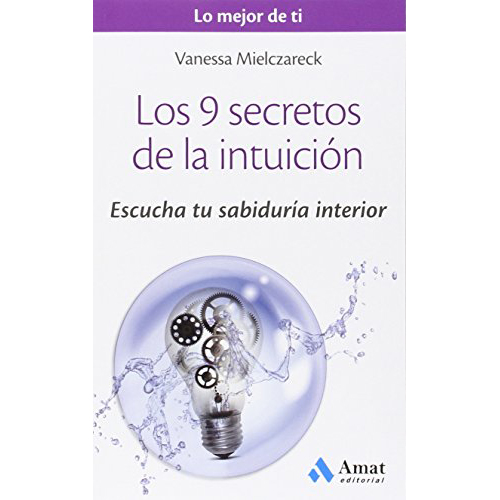 Lo mejor de ti
Vanessa Mielczareck
Los 9 secretos
de la intuición
Escucha tu sabiduría interior
Amat
editorial